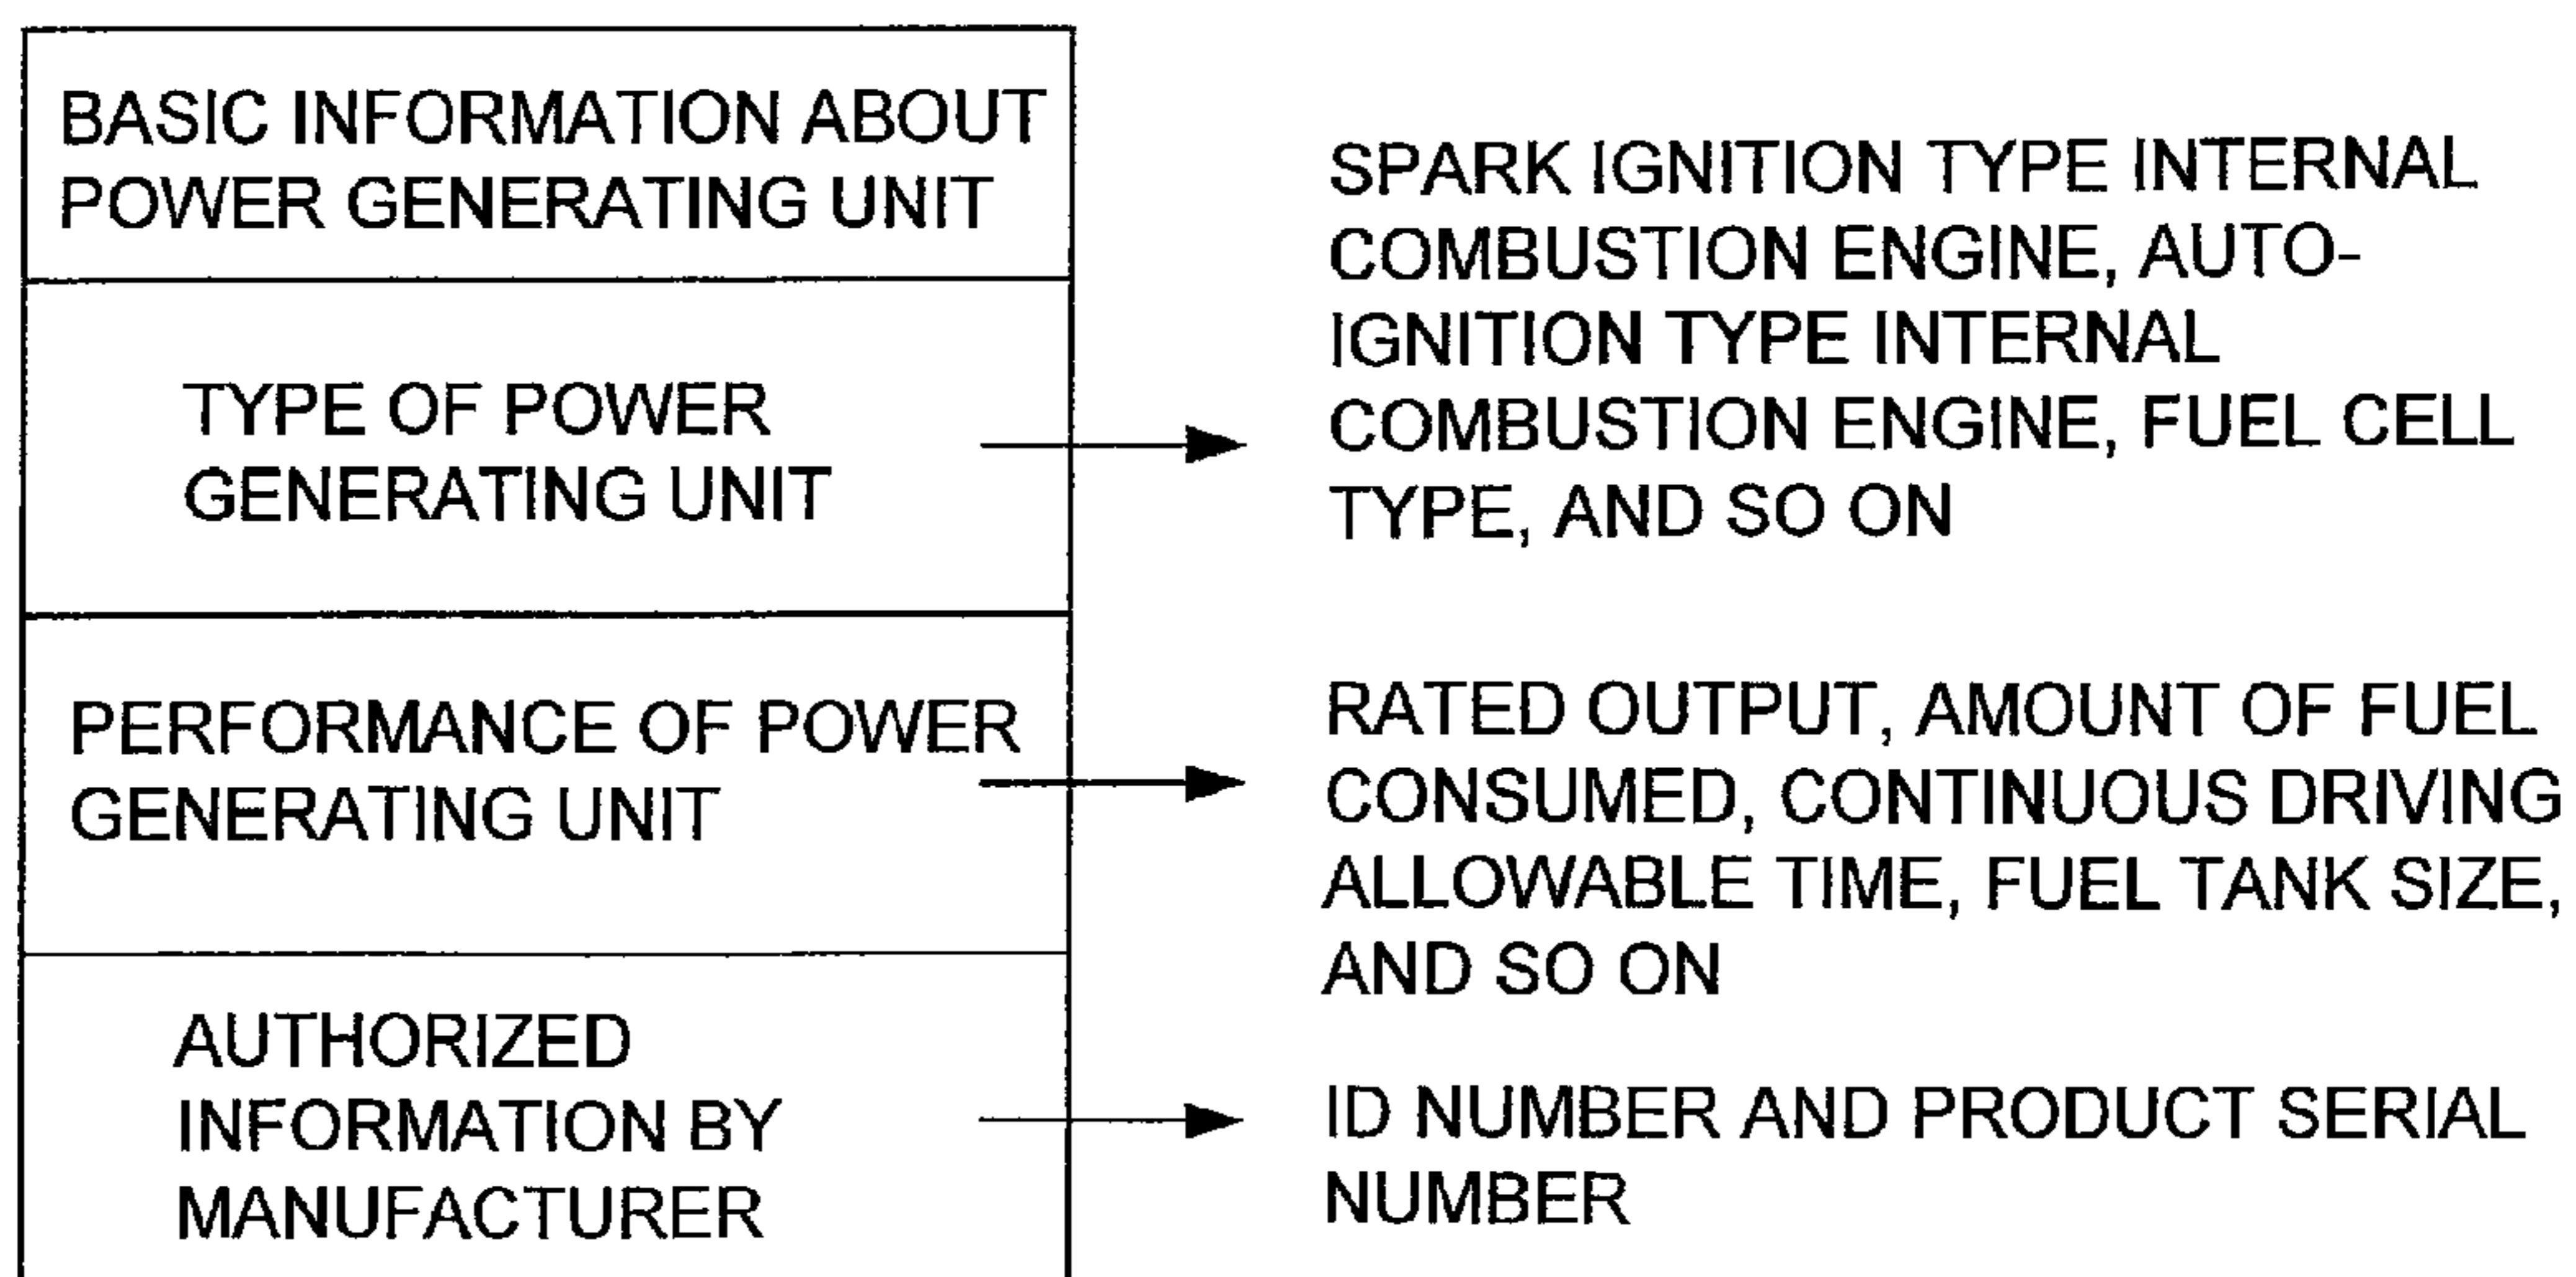 BASIC INFORMATION ABOUT
POWER GENERATING UNIT
TYPE OF POWER
GENERATING UNIT
SPARK IGNITION TYPE INTERNAL
COMBUSTION ENGINE, AUTO-
IGNITION TYPE INTERNAL
COMBUSTION ENGINE, FUEL CELL
TYPE, AND SO ON
PERFORMANCE OF POWER
GENERATING UNIT
RATED OUTPUT, AMOUNT OF FUEL
CONSUMED, CONTINUOUS DRIVING
ALLOWABLE TIME, FUEL TANK SIZE,
AND SO ON
AUTHORIZED
INFORMATION BY
MANUFACTURER
ID NUMBER AND PRODUCT SERIAL
NUMBER